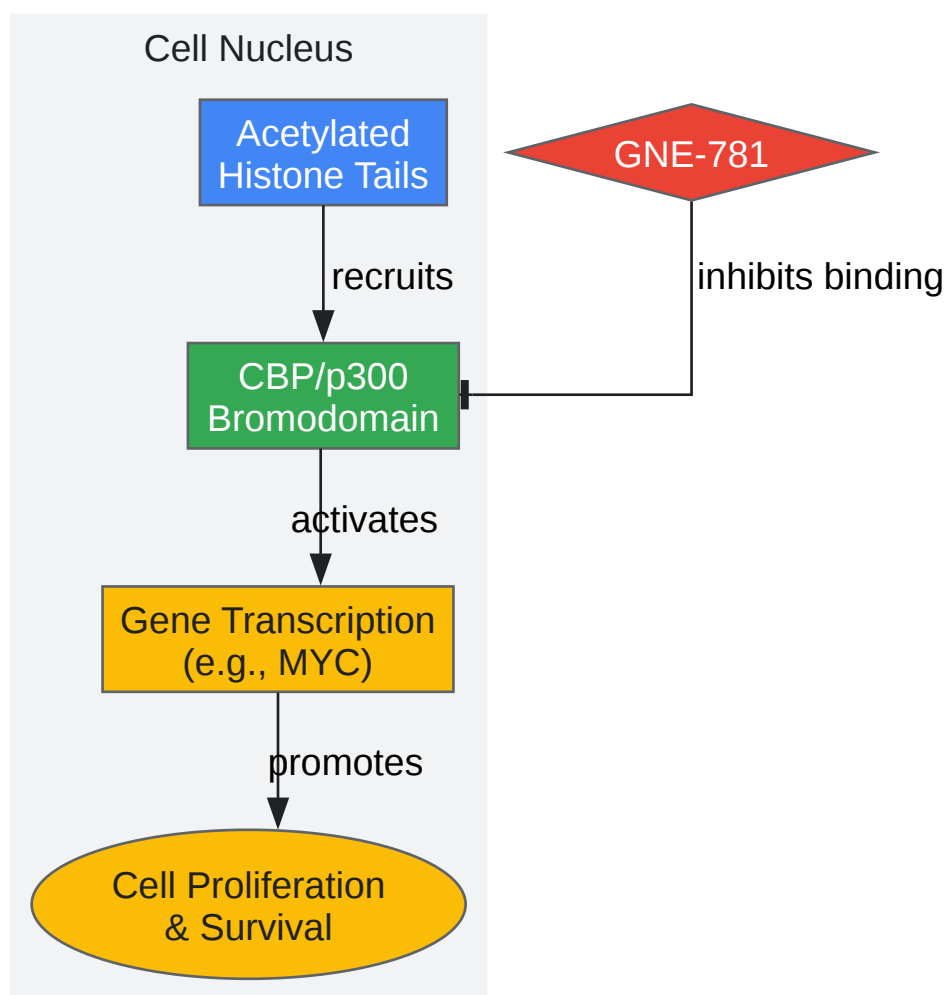 Cell Nucleus
Acetylated
Histone Tails
GNE-781
recruits
inhibits binding
CBP/p300
Bromodomain
activates
Gene Transcription
(e.g., MYC)
promotes
Cell Proliferation
& Survival